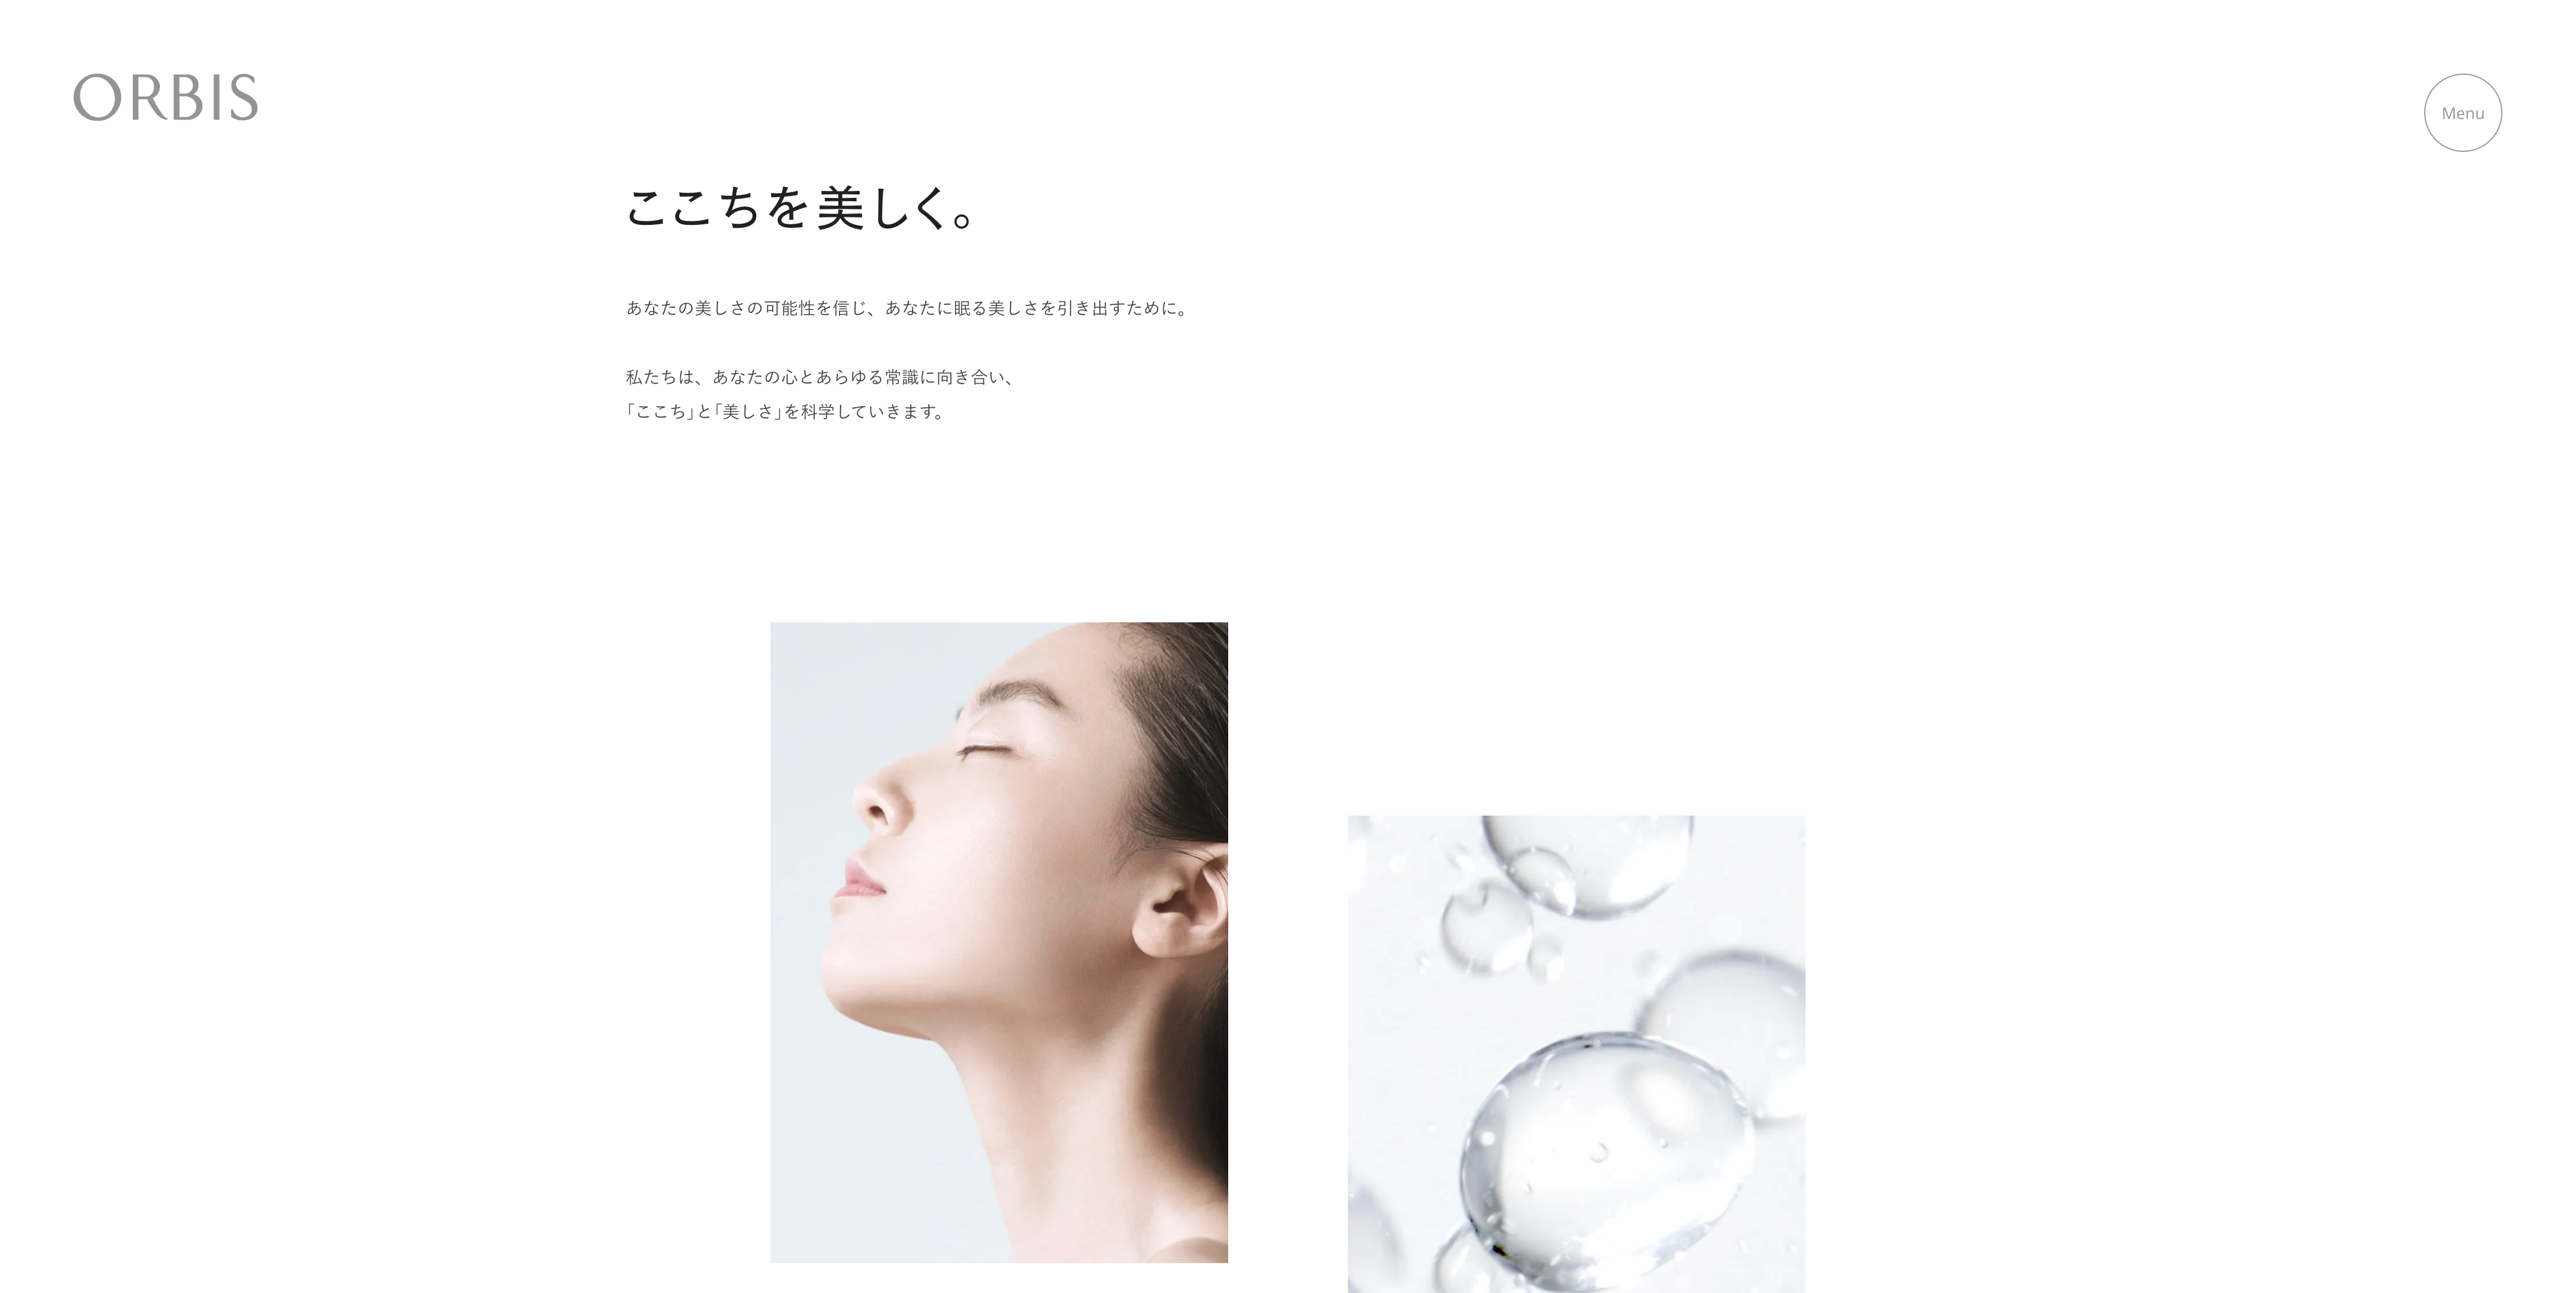 ORBIS
Menu
ここちを美しく。
あなたの美しさの可能性を信じ、あなたに眠る美しさを引き出すために。
私たちは、あなたの心とあらゆる常識に向き合い、
「ここち」と「美しさ」を科学していきます。